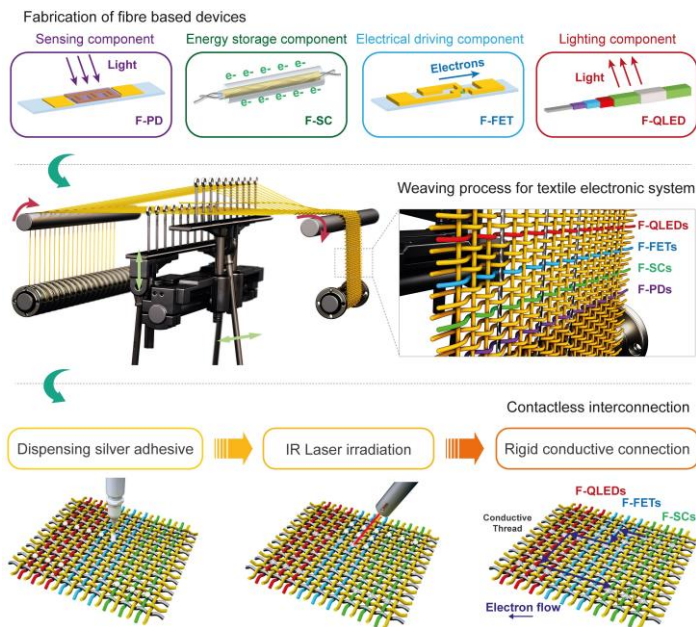 Fabrication of fibre based devices
Sensing component
Energy storage component
Electrical driving component
Lighting component
Light
F-PD
e- e- e- e- e-
e- e- e- e- e-
F-SC
Electrons
F-FET
Light
F-QLED
Weaving process for textile electronic system
F-QLEDs
F-FETs
F-SCs
F-PDs
Contactless interconnection
Dispensing silver adhesive
IR Laser irradiation
Rigid conductive connection
F-QLEDs
F-FETs
F-SCs
Conductive
Thread
Electron flow